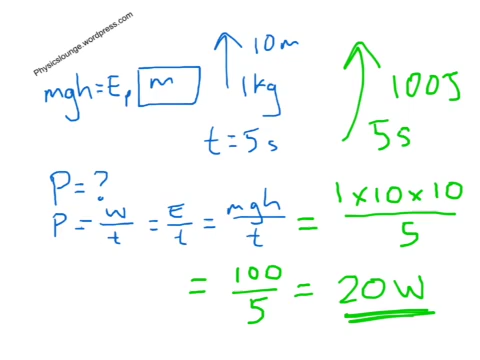 Physicslounge.wordpress.com
mgh = Ep m
10m
1kg
t = 5s
100J
5s
P = ?
P = W/t = E/t = mgh/t = 1 x 10 x 10/5
= 100/5 = 20W